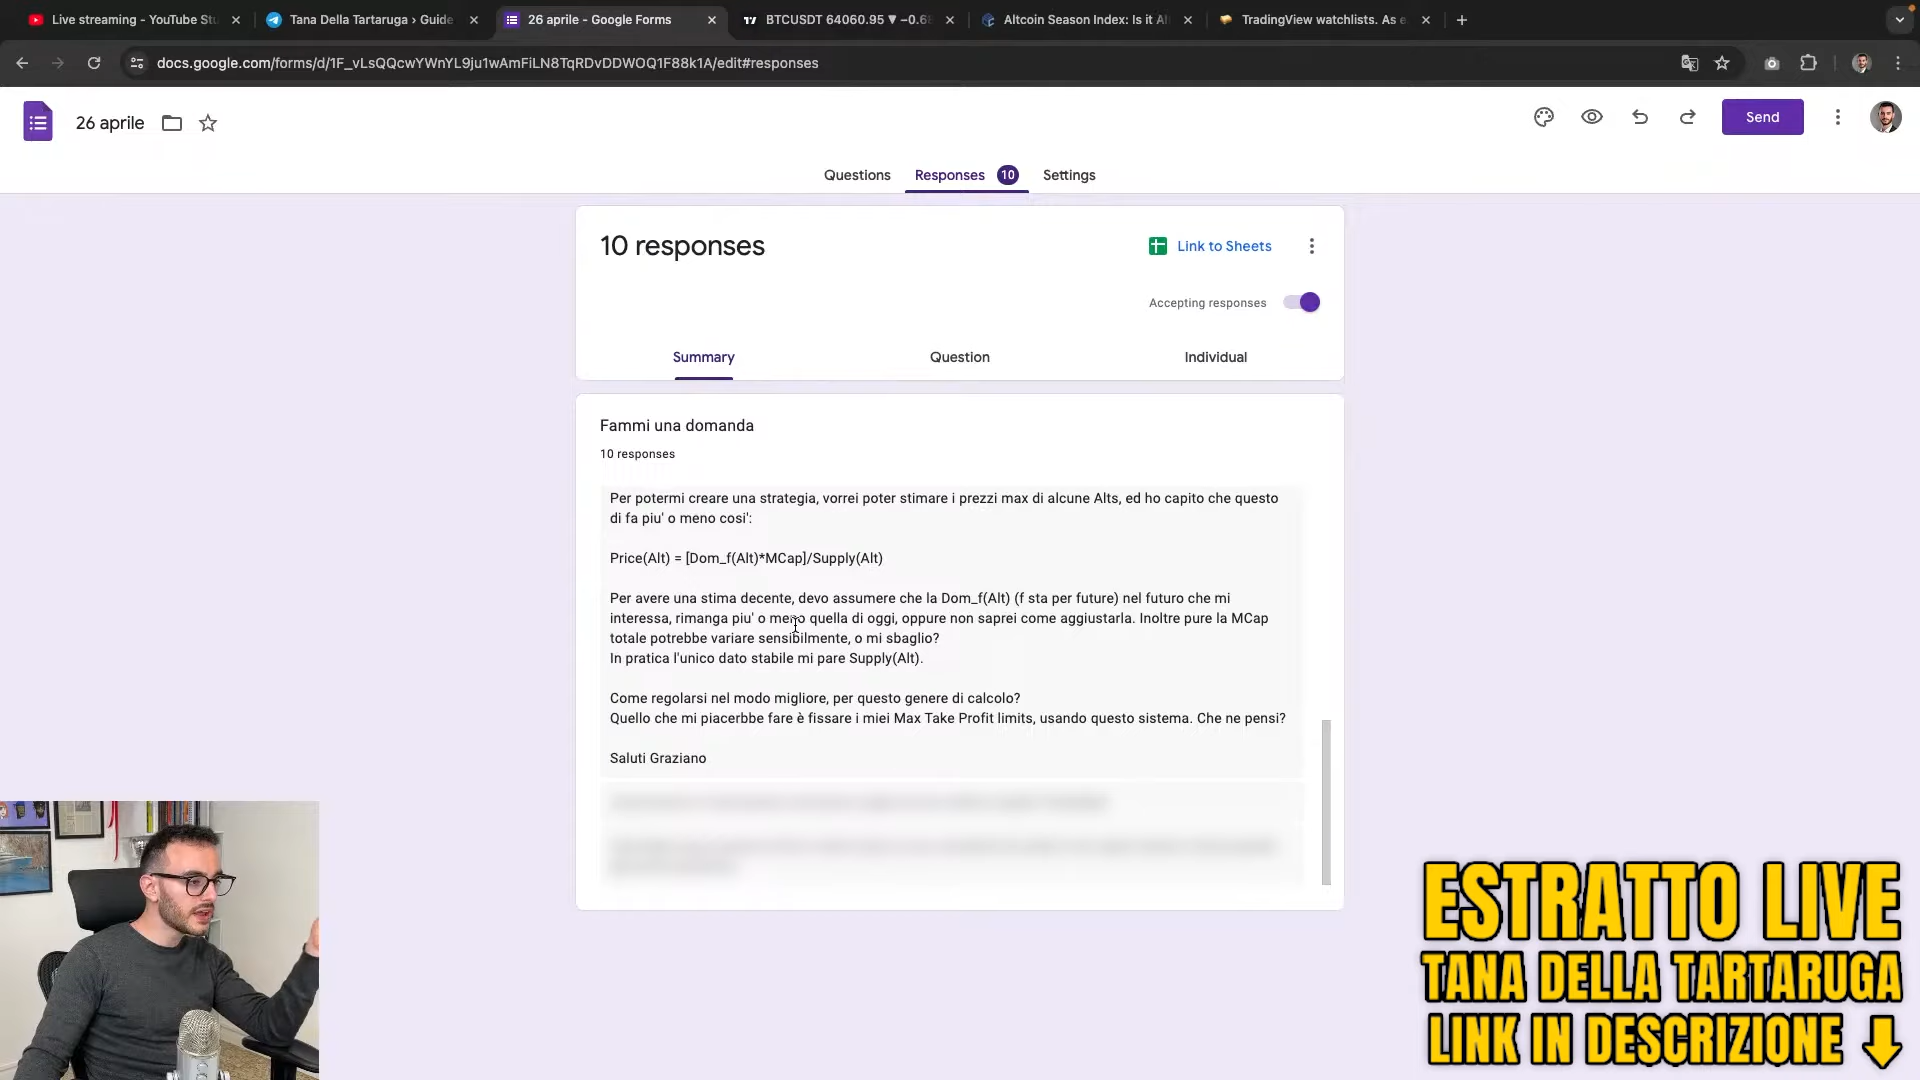 Live streaming - YouTube Stu
Tana Della Tartaruga › Guide
26 aprile - Google Forms
BTCUSDT 64060.95 ▼ −0.6
Altcoin Season Index: Is it Al
TradingView watchlists. As e
docs.google.com/forms/d/1F_vLsQQcwYWnYL9ju1wAmFiLN8TqRDvDDWOQ1F88k1A/edit#responses
26 aprile
Send
Questions
Responses 10
Settings
10 responses
Link to Sheets
Accepting responses
Summary
Question
Individual
Fammi una domanda
10 responses
Per potermi creare una strategia, vorrei poter stimare i prezzi max di alcune Alts, ed ho capito che questo
di fa piu' o meno cosi':
Price(Alt) = [Dom_f(Alt)*MCap]/Supply(Alt)
Per avere una stima decente, devo assumere che la Dom_f(Alt) (f sta per future) nel futuro che mi
interessa, rimanga piu' o meno quella di oggi, oppure non saprei come aggiustarla. Inoltre pure la MCap
totale potrebbe variare sensibilmente, o mi sbaglio?
In pratica l'unico dato stabile mi pare Supply(Alt).
Come regolarsi nel modo migliore, per questo genere di calcolo?
Quello che mi piacerbbe fare è fissare i miei Max Take Profit limits, usando questo sistema. Che ne pensi?
Saluti Graziano
ESTRATTO LIVE
TANA DELLA TARTARUGA
LINK IN DESCRIZIONE